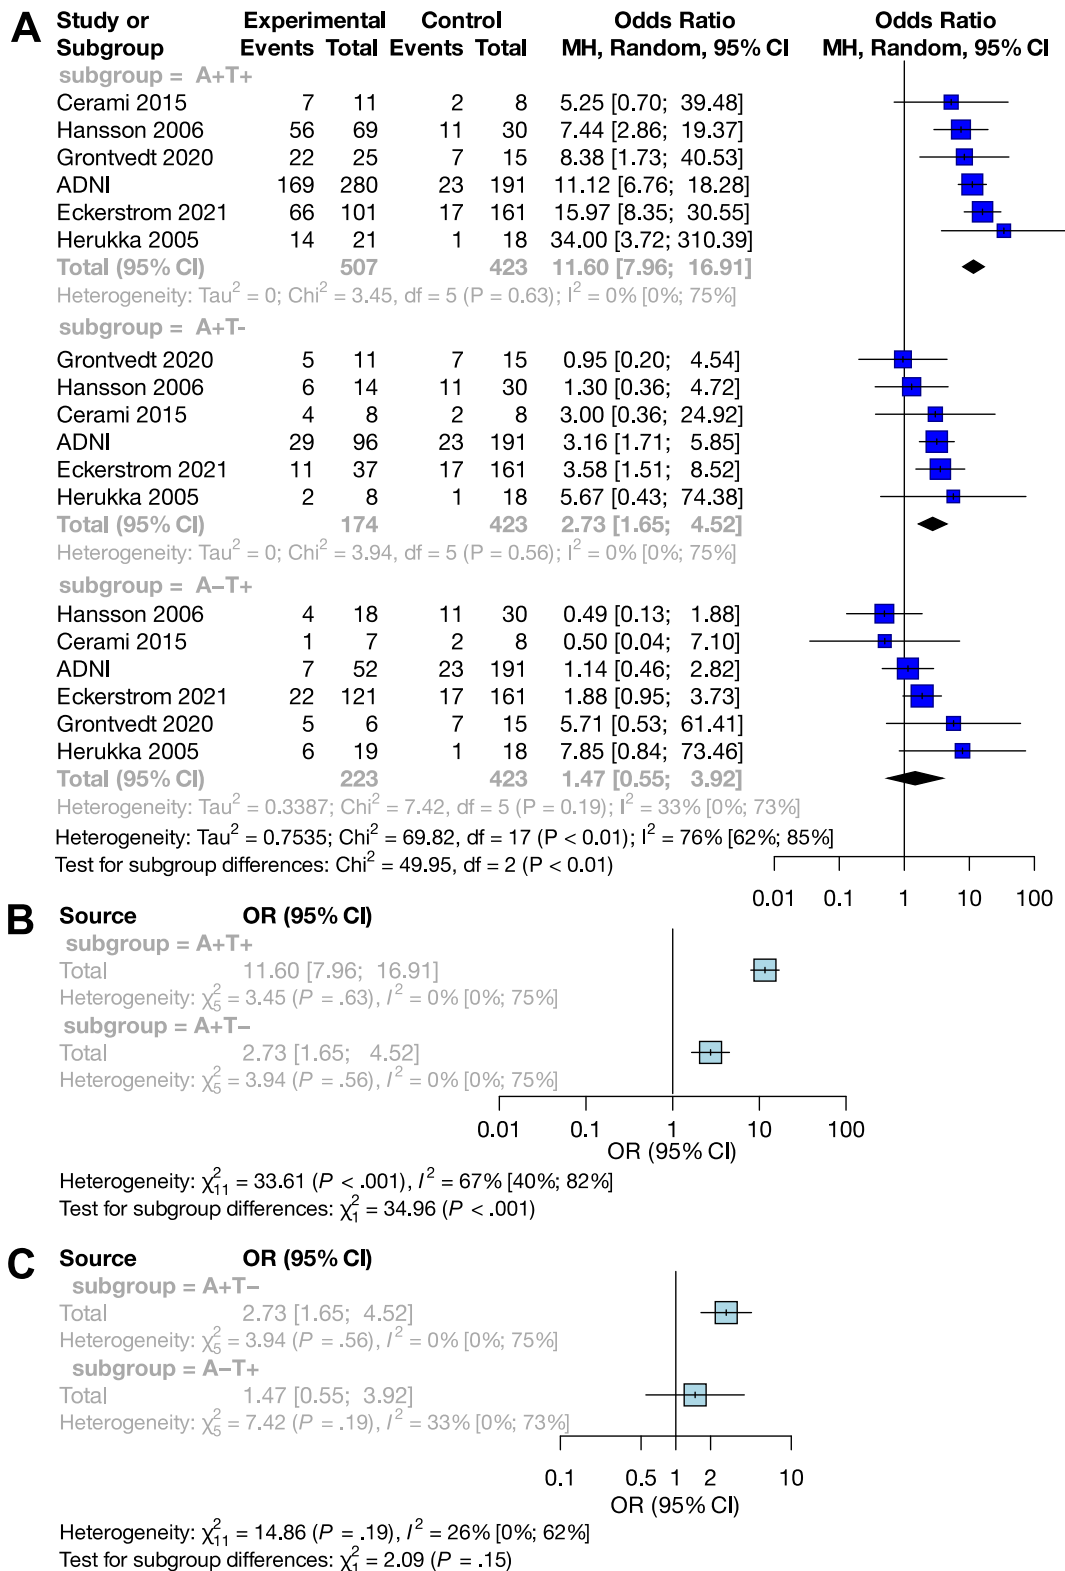 A Study or Experimental Control Odds Ratio Odds Ratio
Subgroup Events Total Events Total MH, Random, 95% CI MH, Random, 95% CI
subgroup = A+T+
Cerami 2015 7 11 2 8 5.25 [0.70; 39.48]
Hansson 2006 56 69 11 30 7.44 [2.86; 19.37]
Grontvedt 2020 22 25 7 15 8.38 [1.73; 40.53]
ADNI 169 280 23 191 11.12 [6.76; 18.28]
Eckerstrom 2021 66 101 17 161 15.97 [8.35; 30.55]
Herukka 2005 14 21 1 18 34.00 [3.72; 310.39]
Total (95% CI) 507 423 11.60 [7.96; 16.91]
Heterogeneity: Tau² = 0; Chi² = 3.45, df = 5 (P = 0.63); I² = 0% [0%; 75%]
subgroup = A+T-
Grontvedt 2020 5 11 7 15 0.95 [0.20; 4.54]
Hansson 2006 6 14 11 30 1.30 [0.36; 4.72]
Cerami 2015 4 8 2 8 3.00 [0.36; 24.92]
ADNI 29 96 23 191 3.16 [1.71; 5.85]
Eckerstrom 2021 11 37 17 161 3.58 [1.51; 8.52]
Herukka 2005 2 8 1 18 5.67 [0.43; 74.38]
Total (95% CI) 174 423 2.73 [1.65; 4.52]
Heterogeneity: Tau² = 0; Chi² = 3.94, df = 5 (P = 0.56); I² = 0% [0%; 75%]
subgroup = A−T+
Hansson 2006 4 18 11 30 0.49 [0.13; 1.88]
Cerami 2015 1 7 2 8 0.50 [0.04; 7.10]
ADNI 7 52 23 191 1.14 [0.46; 2.82]
Eckerstrom 2021 22 121 17 161 1.88 [0.95; 3.73]
Grontvedt 2020 5 6 7 15 5.71 [0.53; 61.41]
Herukka 2005 6 19 1 18 7.85 [0.84; 73.46]
Total (95% CI) 223 423 1.47 [0.55; 3.92]
Heterogeneity: Tau² = 0.3387; Chi² = 7.42, df = 5 (P = 0.19); I² = 33% [0%; 73%]
Heterogeneity: Tau² = 0.7535; Chi² = 69.82, df = 17 (P < 0.01); I² = 76% [62%; 85%]
Test for subgroup differences: Chi² = 49.95, df = 2 (P < 0.01)
0.01 0.1 1 10 100
B Source OR (95% CI)
subgroup = A+T+
Total 11.60 [7.96; 16.91]
Heterogeneity: χ²₅ = 3.45 (P = .63), I² = 0% [0%; 75%]
subgroup = A+T−
Total 2.73 [1.65; 4.52]
Heterogeneity: χ²₅ = 3.94 (P = .56), I² = 0% [0%; 75%]
0.01 0.1 1 10 100
OR (95% CI)
Heterogeneity: χ²₁₁ = 33.61 (P < .001), I² = 67% [40%; 82%]
Test for subgroup differences: χ²₁ = 34.96 (P < .001)
C Source OR (95% CI)
subgroup = A+T−
Total 2.73 [1.65; 4.52]
Heterogeneity: χ²₅ = 3.94 (P = .56), I² = 0% [0%; 75%]
subgroup = A−T+
Total 1.47 [0.55; 3.92]
Heterogeneity: χ²₅ = 7.42 (P = .19), I² = 33% [0%; 73%]
0.1 0.5 1 2 10
OR (95% CI)
Heterogeneity: χ²₁₁ = 14.86 (P = .19), I² = 26% [0%; 62%]
Test for subgroup differences: χ²₁ = 2.09 (P = .15)